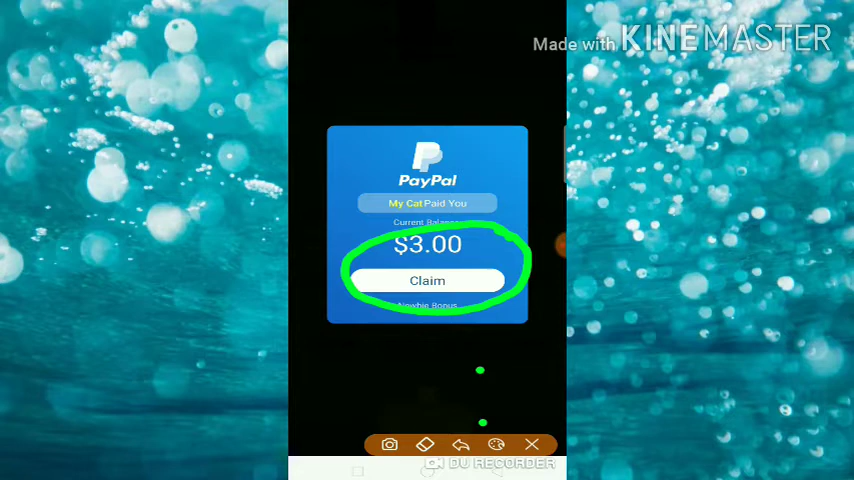 Made with KINEMASTER
PayPal
My Cat Paid You
Current Balance
$3.00
Claim
Newbie Bonus
DU RECORDER